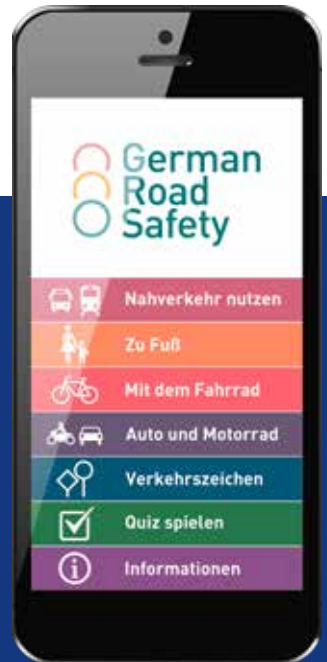 German
Road
Safety
Nahverkehr nutzen
Zu Fuß
Mit dem Fahrrad
Auto und Motorrad
Verkehrszeichen
Quiz spielen
Informationen